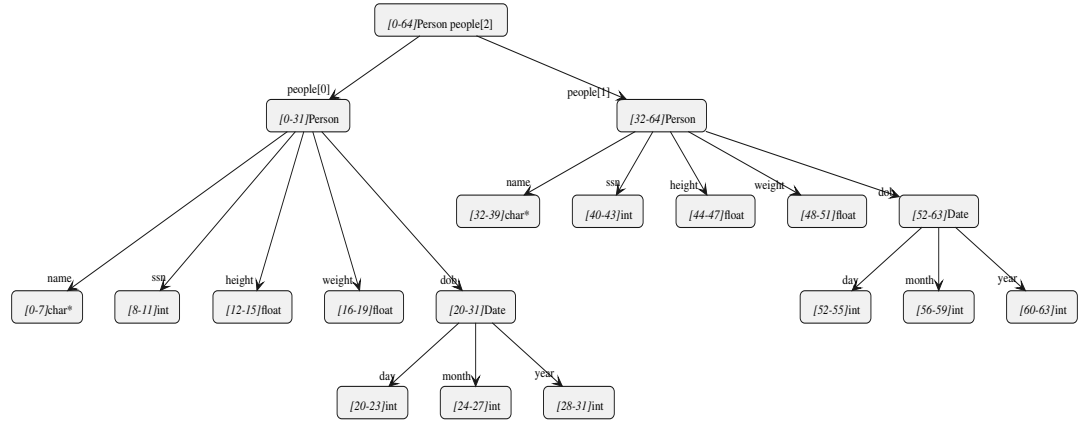 [0-64]Person people[2]
people[0]
people[1]
[0-31]Person
[32-64]Person
name
ssn
height
weight
dob
[32-39]char*
[40-43]int
[44-47]float
[48-51]float
[52-63]Date
name
ssn
height
weight
dob
day
month
year
[0-7]char*
[8-11]int
[12-15]float
[16-19]float
[20-31]Date
[52-55]int
[56-59]int
[60-63]int
day
month
year
[20-23]int
[24-27]int
[28-31]int